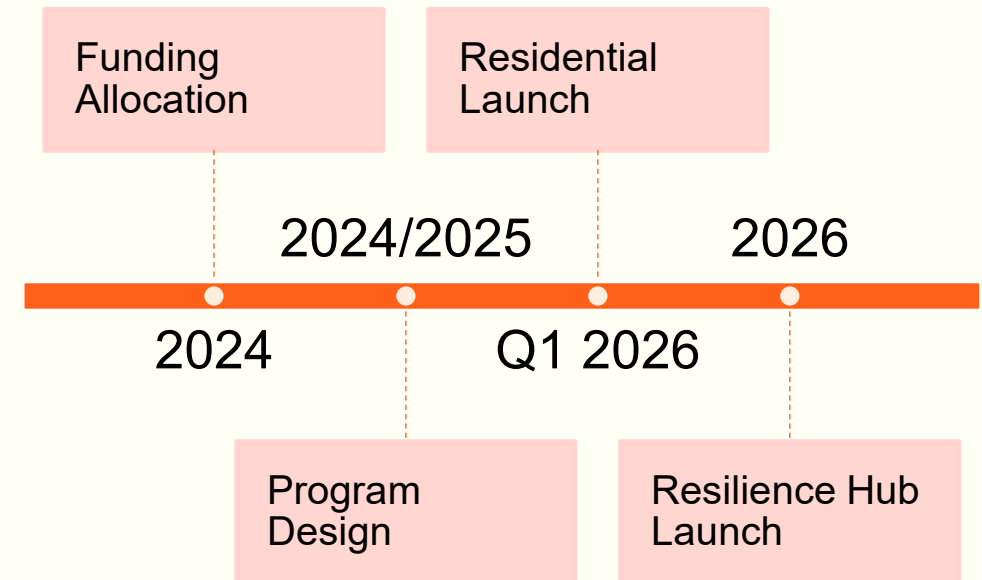 Funding
Allocation
Residential
Launch
2024/2025
2026
2024
Q1 2026
Program
Design
Resilience Hub
Launch